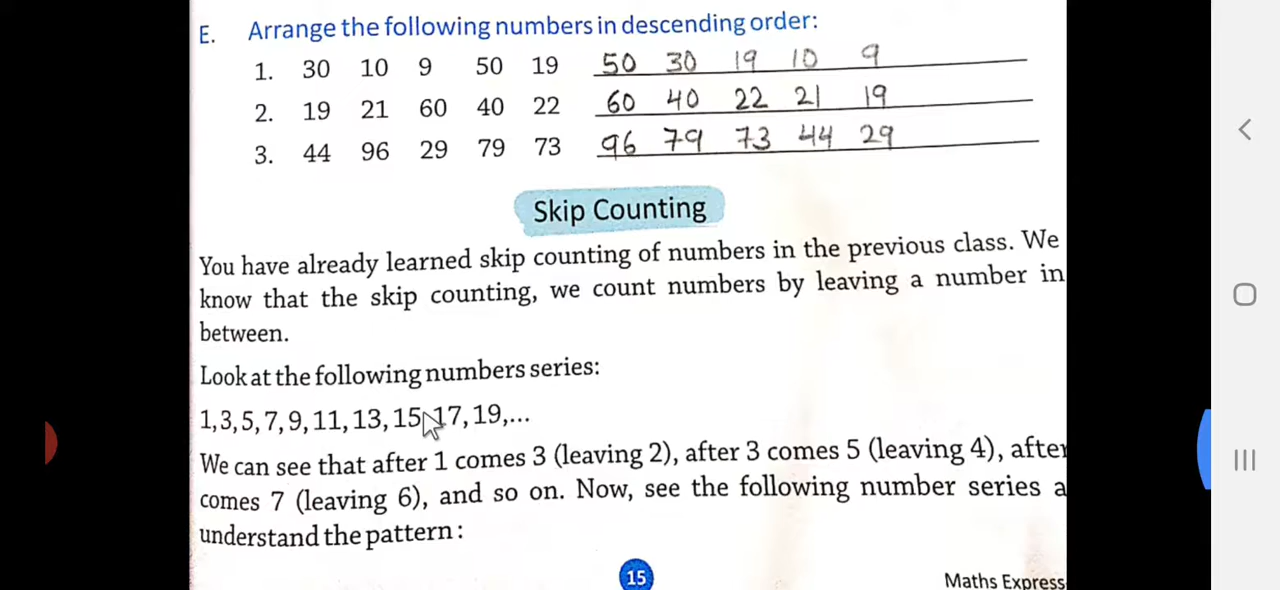 E. Arrange the following numbers in descending order:
1. 30 10 9 50 19 50 30 19 10 9
2. 19 21 60 40 22 60 40 22 21 19
3. 44 96 29 79 73 96 79 73 44 29
Skip Counting
You have already learned skip counting of numbers in the previous class. We
know that the skip counting, we count numbers by leaving a number in
between.
Look at the following numbers series:
1,3,5,7,9,11,13,15,17,19,...
We can see that after 1 comes 3 (leaving 2), after 3 comes 5 (leaving 4), after
comes 7 (leaving 6), and so on. Now, see the following number series a
understand the pattern:
15
Maths Express